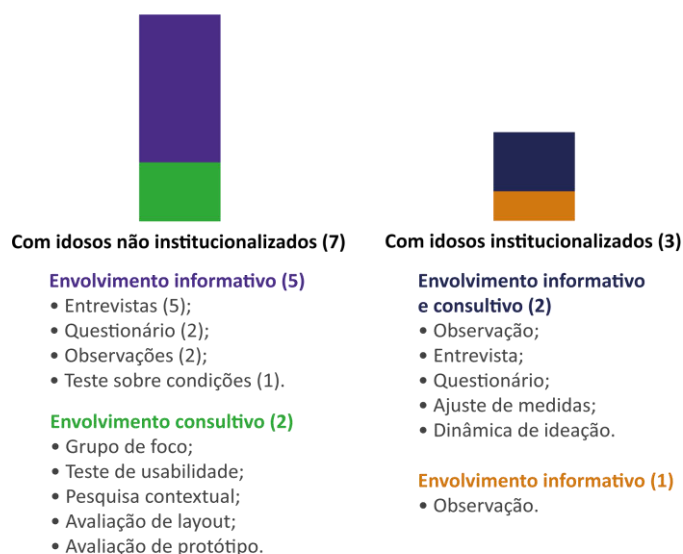 Com idosos não institucionalizados (7)
Envolvimento informativo (5)
• Entrevistas (5);
• Questionário (2);
• Observações (2);
• Teste sobre condições (1).
Envolvimento consultivo (2)
• Grupo de foco;
• Teste de usabilidade;
• Pesquisa contextual;
• Avaliação de layout;
• Avaliação de protótipo.
Com idosos institucionalizados (3)
Envolvimento informativo
e consultivo (2)
• Observação;
• Entrevista;
• Questionário;
• Ajuste de medidas;
• Dinâmica de ideação.
Envolvimento informativo (1)
• Observação.